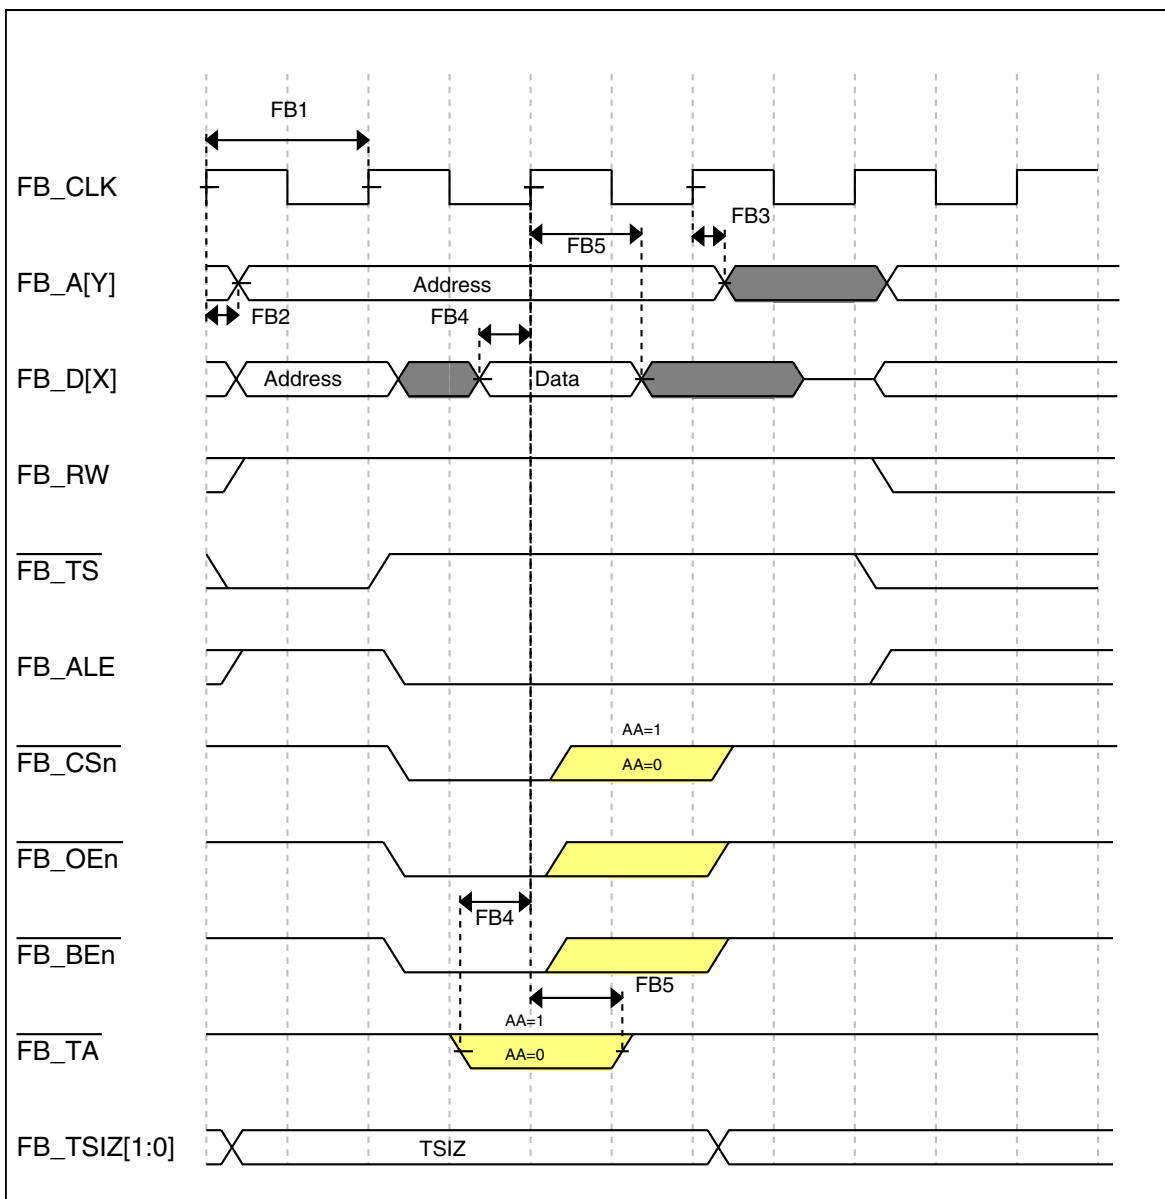 FB1
FB_CLK
FB3
FB5
FB_A[Y]
Address
FB2
FB4
FB_D[X]
Address
Data
FB_RW
FB_TS
FB_ALE
AA=1
FB_CSn
AA=0
FB_OEn
FB4
FB_BEn
FB5
AA=1
FB_TA
AA=0
FB_TSIZ[1:0]
TSIZ